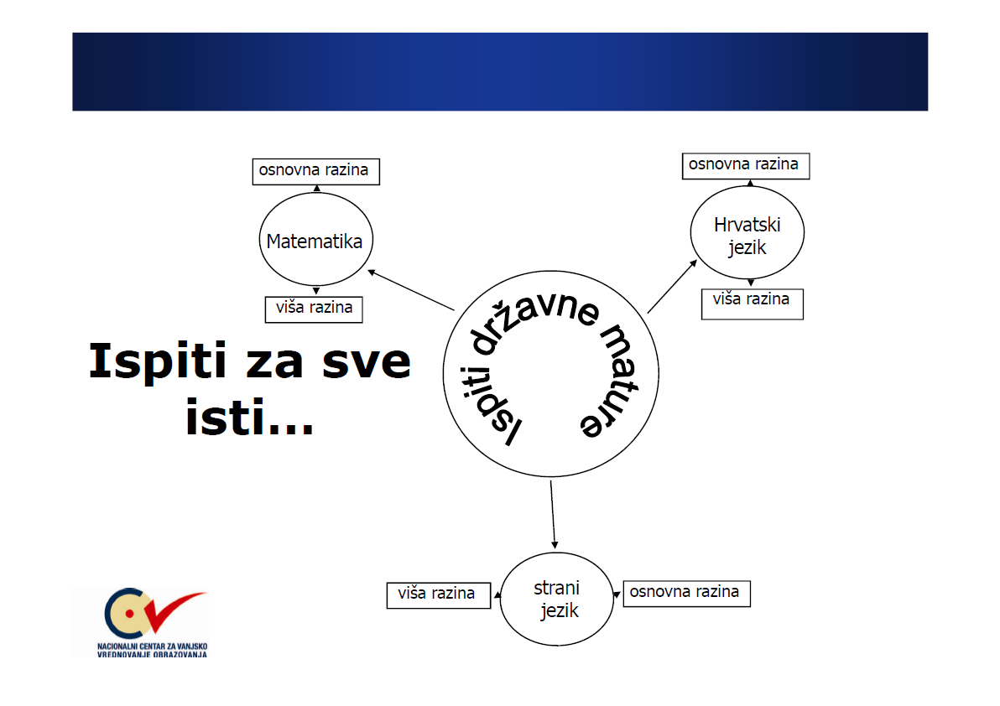 osnovna razina
Matematika
viša razina
osnovna razina
Hrvatski
jezik
viša razina
Ispiti za sve
isti...
Ispiti državne mature
viša razina
strani
jezik
osnovna razina
NACIONALNI CENTAR ZA VANJSKO
VREDNOVANJE OBRAZOVANJA